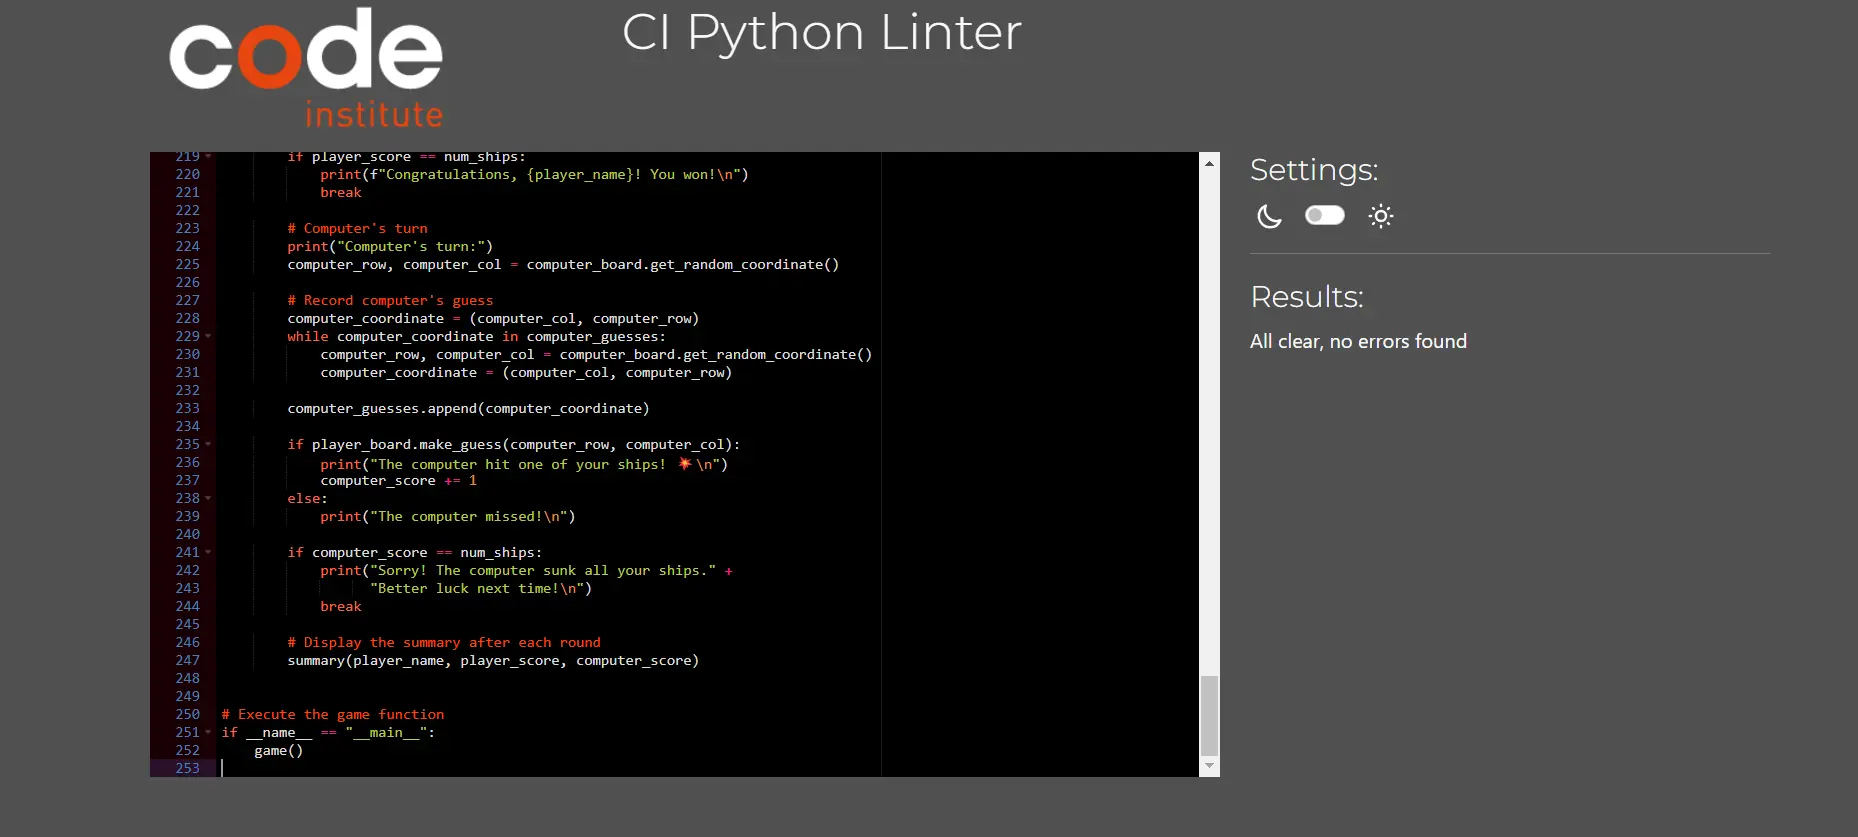 code
institute
CI Python Linter
219 if player_score == num_ships:
220 print(f"Congratulations, {player_name}! You won!\n")
221 break
222
223 # Computer's turn
224 print("Computer's turn:")
225 computer_row, computer_col = computer_board.get_random_coordinate()
226
227 # Record computer's guess
228 computer_coordinate = (computer_col, computer_row)
229 while computer_coordinate in computer_guesses:
230 computer_row, computer_col = computer_board.get_random_coordinate()
231 computer_coordinate = (computer_col, computer_row)
232
233 computer_guesses.append(computer_coordinate)
234
235 if player_board.make_guess(computer_row, computer_col):
236 print("The computer hit one of your ships! 💥\n")
237 computer_score += 1
238 else:
239 print("The computer missed!\n")
240
241 if computer_score == num_ships:
242 print("Sorry! The computer sunk all your ships." +
243 "Better luck next time!\n")
244 break
245
246 # Display the summary after each round
247 summary(player_name, player_score, computer_score)
248
249
250 # Execute the game function
251 if __name__ == "__main__":
252 game()
253
Settings:
Results:
All clear, no errors found